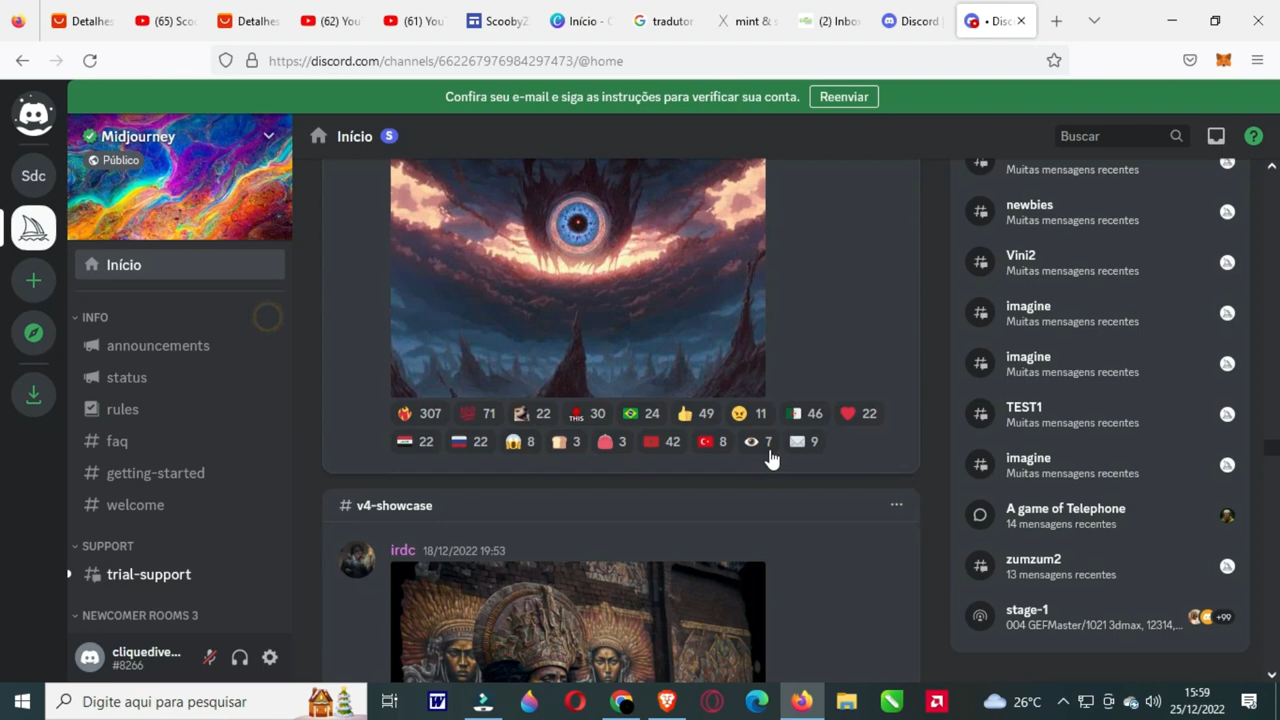 Detalhes
(65) Scoo
Detalhes
(62) You
(61) You
Scooby2
Início - C
tradutor
mint & s
(2) Inbo
Discord |
• Disc
https://discord.com/channels/662267976984297473/@home
Confira seu e-mail e siga as instruções para verificar sua conta.
Reenviar
Midjourney
Público
Início S
Buscar
Sdc
Início
INFO
announcements
status
rules
faq
getting-started
welcome
SUPPORT
trial-support
NEWCOMER ROOMS 3
cliquedive...
#8266
307 71 22 THIS 30 24 49 11 46 22
22 22 8 3 3 42 8 7 9
v4-showcase
irdc 18/12/2022 19:53
Muitas mensagens recentes
newbies
Muitas mensagens recentes
Vini2
Muitas mensagens recentes
imagine
Muitas mensagens recentes
imagine
Muitas mensagens recentes
TEST1
Muitas mensagens recentes
imagine
Muitas mensagens recentes
A game of Telephone
14 mensagens recentes
zumzum2
13 mensagens recentes
stage-1
004 GEFMaster/1021 3dmax, 12314,...
+99
Digite aqui para pesquisar
26°C
15:59
25/12/2022